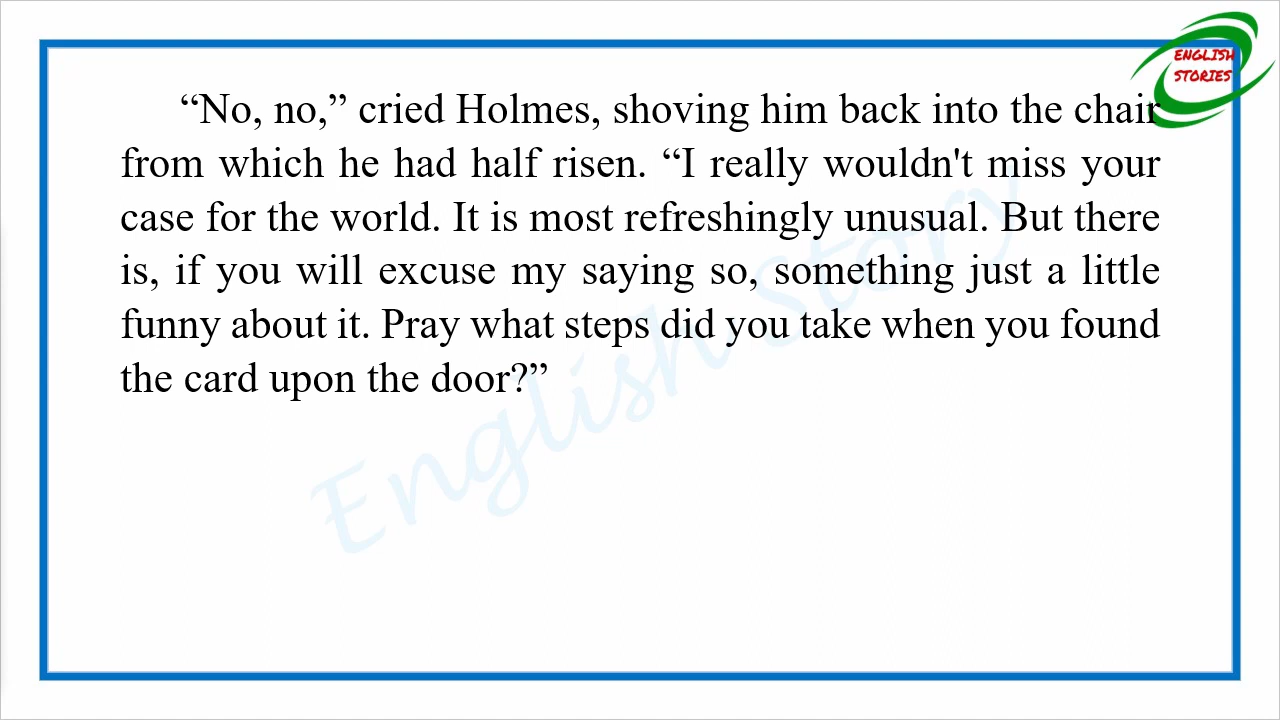 ENGLISH
STORIES
“No, no,” cried Holmes, shoving him back into the chair
from which he had half risen. “I really wouldn't miss your
case for the world. It is most refreshingly unusual. But there
is, if you will excuse my saying so, something just a little
funny about it. Pray what steps did you take when you found
the card upon the door?”
English Story